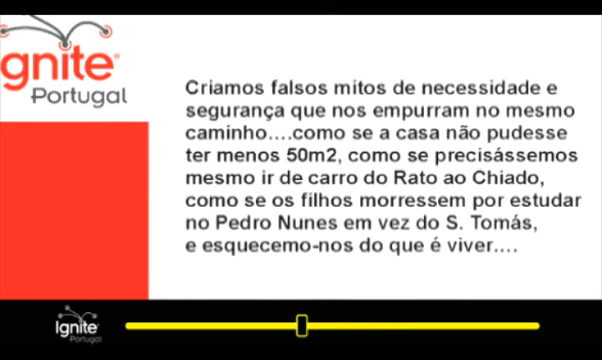 gnite
Portugal
Criamos falsos mitos de necessidade e
segurança que nos empurram no mesmo
caminho....como se a casa não pudesse
ter menos 50m2, como se precisássemos
mesmo ir de carro do Rato ao Chiado,
como se os filhos morressem por estudar
no Pedro Nunes em vez do S. Tomás,
e esquecemo-nos do que é viver....
Ignite
Portugal